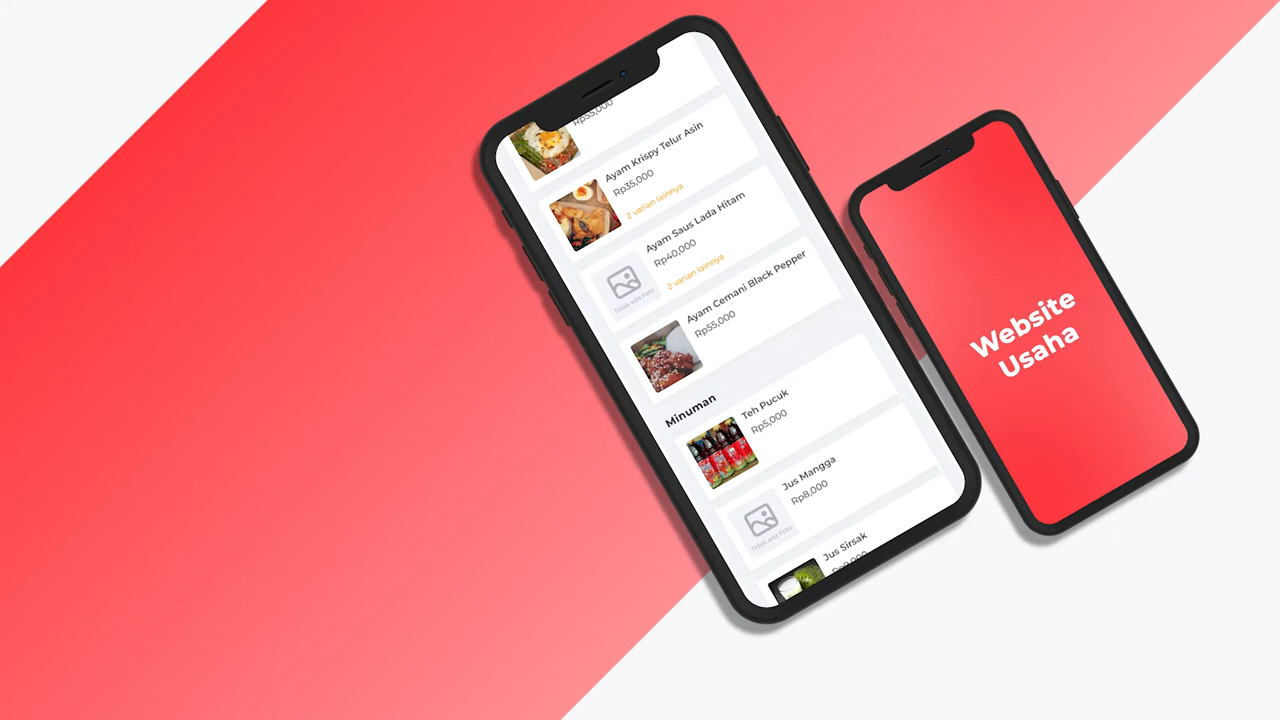 Rp55,000
Ayam Krispy Telur Asin
Rp35,000
2 varian lainnya
Ayam Saus Lada Hitam
Rp40,000
2 varian lainnya
Tidak ada Foto
Ayam Cemani Black Pepper
Rp55,000
Minuman
Teh Pucuk
Rp5,000
Jus Mangga
Rp8,000
Tidak ada Foto
Jus Sirsak
Website
Usaha